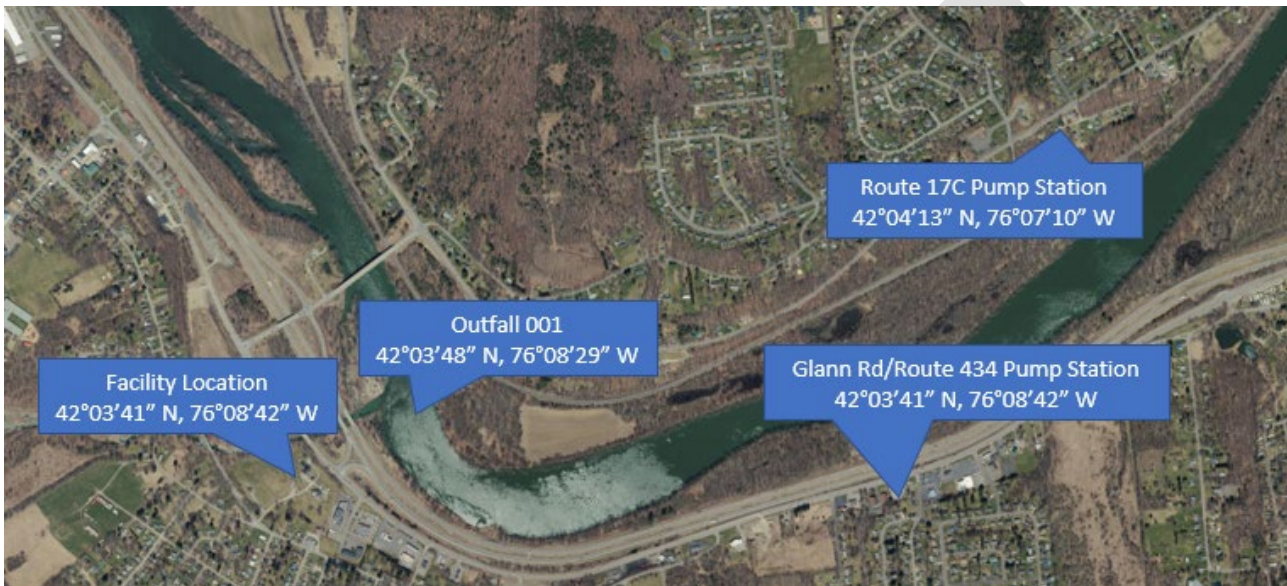 Route 17C Pump Station
42°04’13” N, 76°07’10” W
Outfall 001
42°03’48” N, 76°08’29” W
Glann Rd/Route 434 Pump Station
42°03’41” N, 76°08’42” W
Facility Location
42°03’41” N, 76°08’42” W